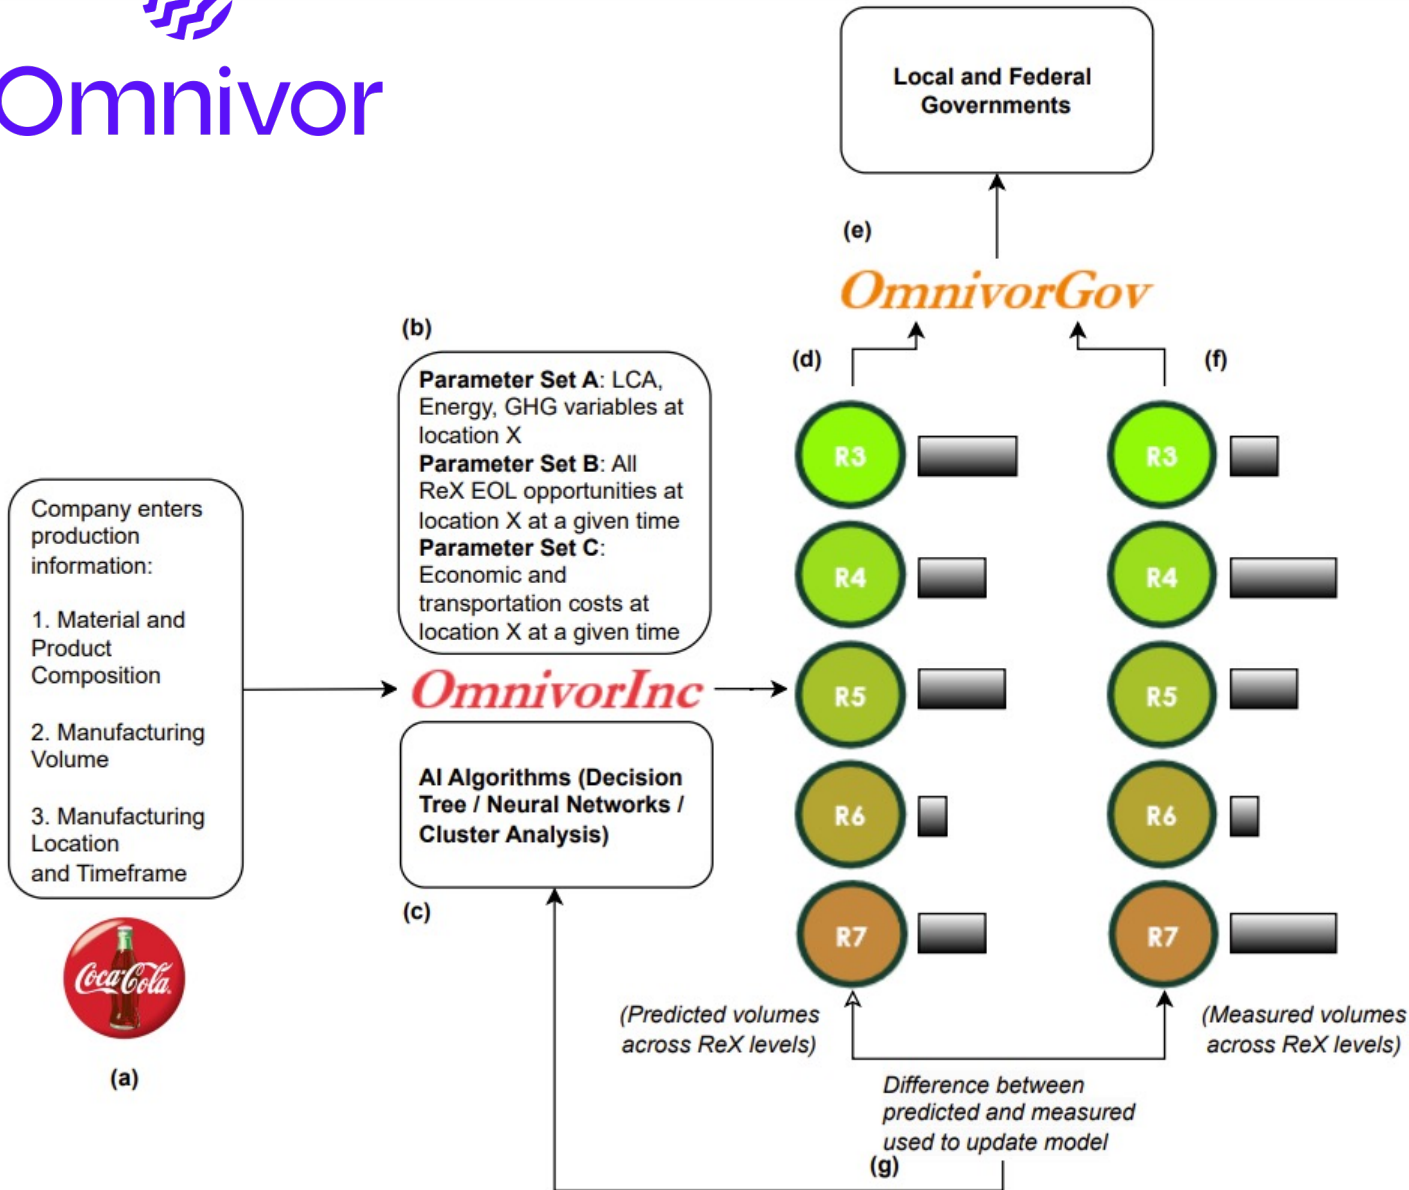 Omnivor
Local and Federal
Governments
(e)
OmnivorGov
(b)
(d)
(f)
Parameter Set A: LCA,
Energy, GHG variables at
location X
Parameter Set B: All
ReX EOL opportunities at
location X at a given time
Parameter Set C:
Economic and
transportation costs at
location X at a given time
Company enters
production
information:
1. Material and
Product
Composition
2. Manufacturing
Volume
3. Manufacturing
Location
and Timeframe
OmnivorInc
AI Algorithms (Decision
Tree / Neural Networks /
Cluster Analysis)
(c)
Coca-Cola
(a)
R3
R4
R5
R6
R7
R3
R4
R5
R6
R7
(Predicted volumes
across ReX levels)
(Measured volumes
across ReX levels)
Difference between
predicted and measured
used to update model
(g)